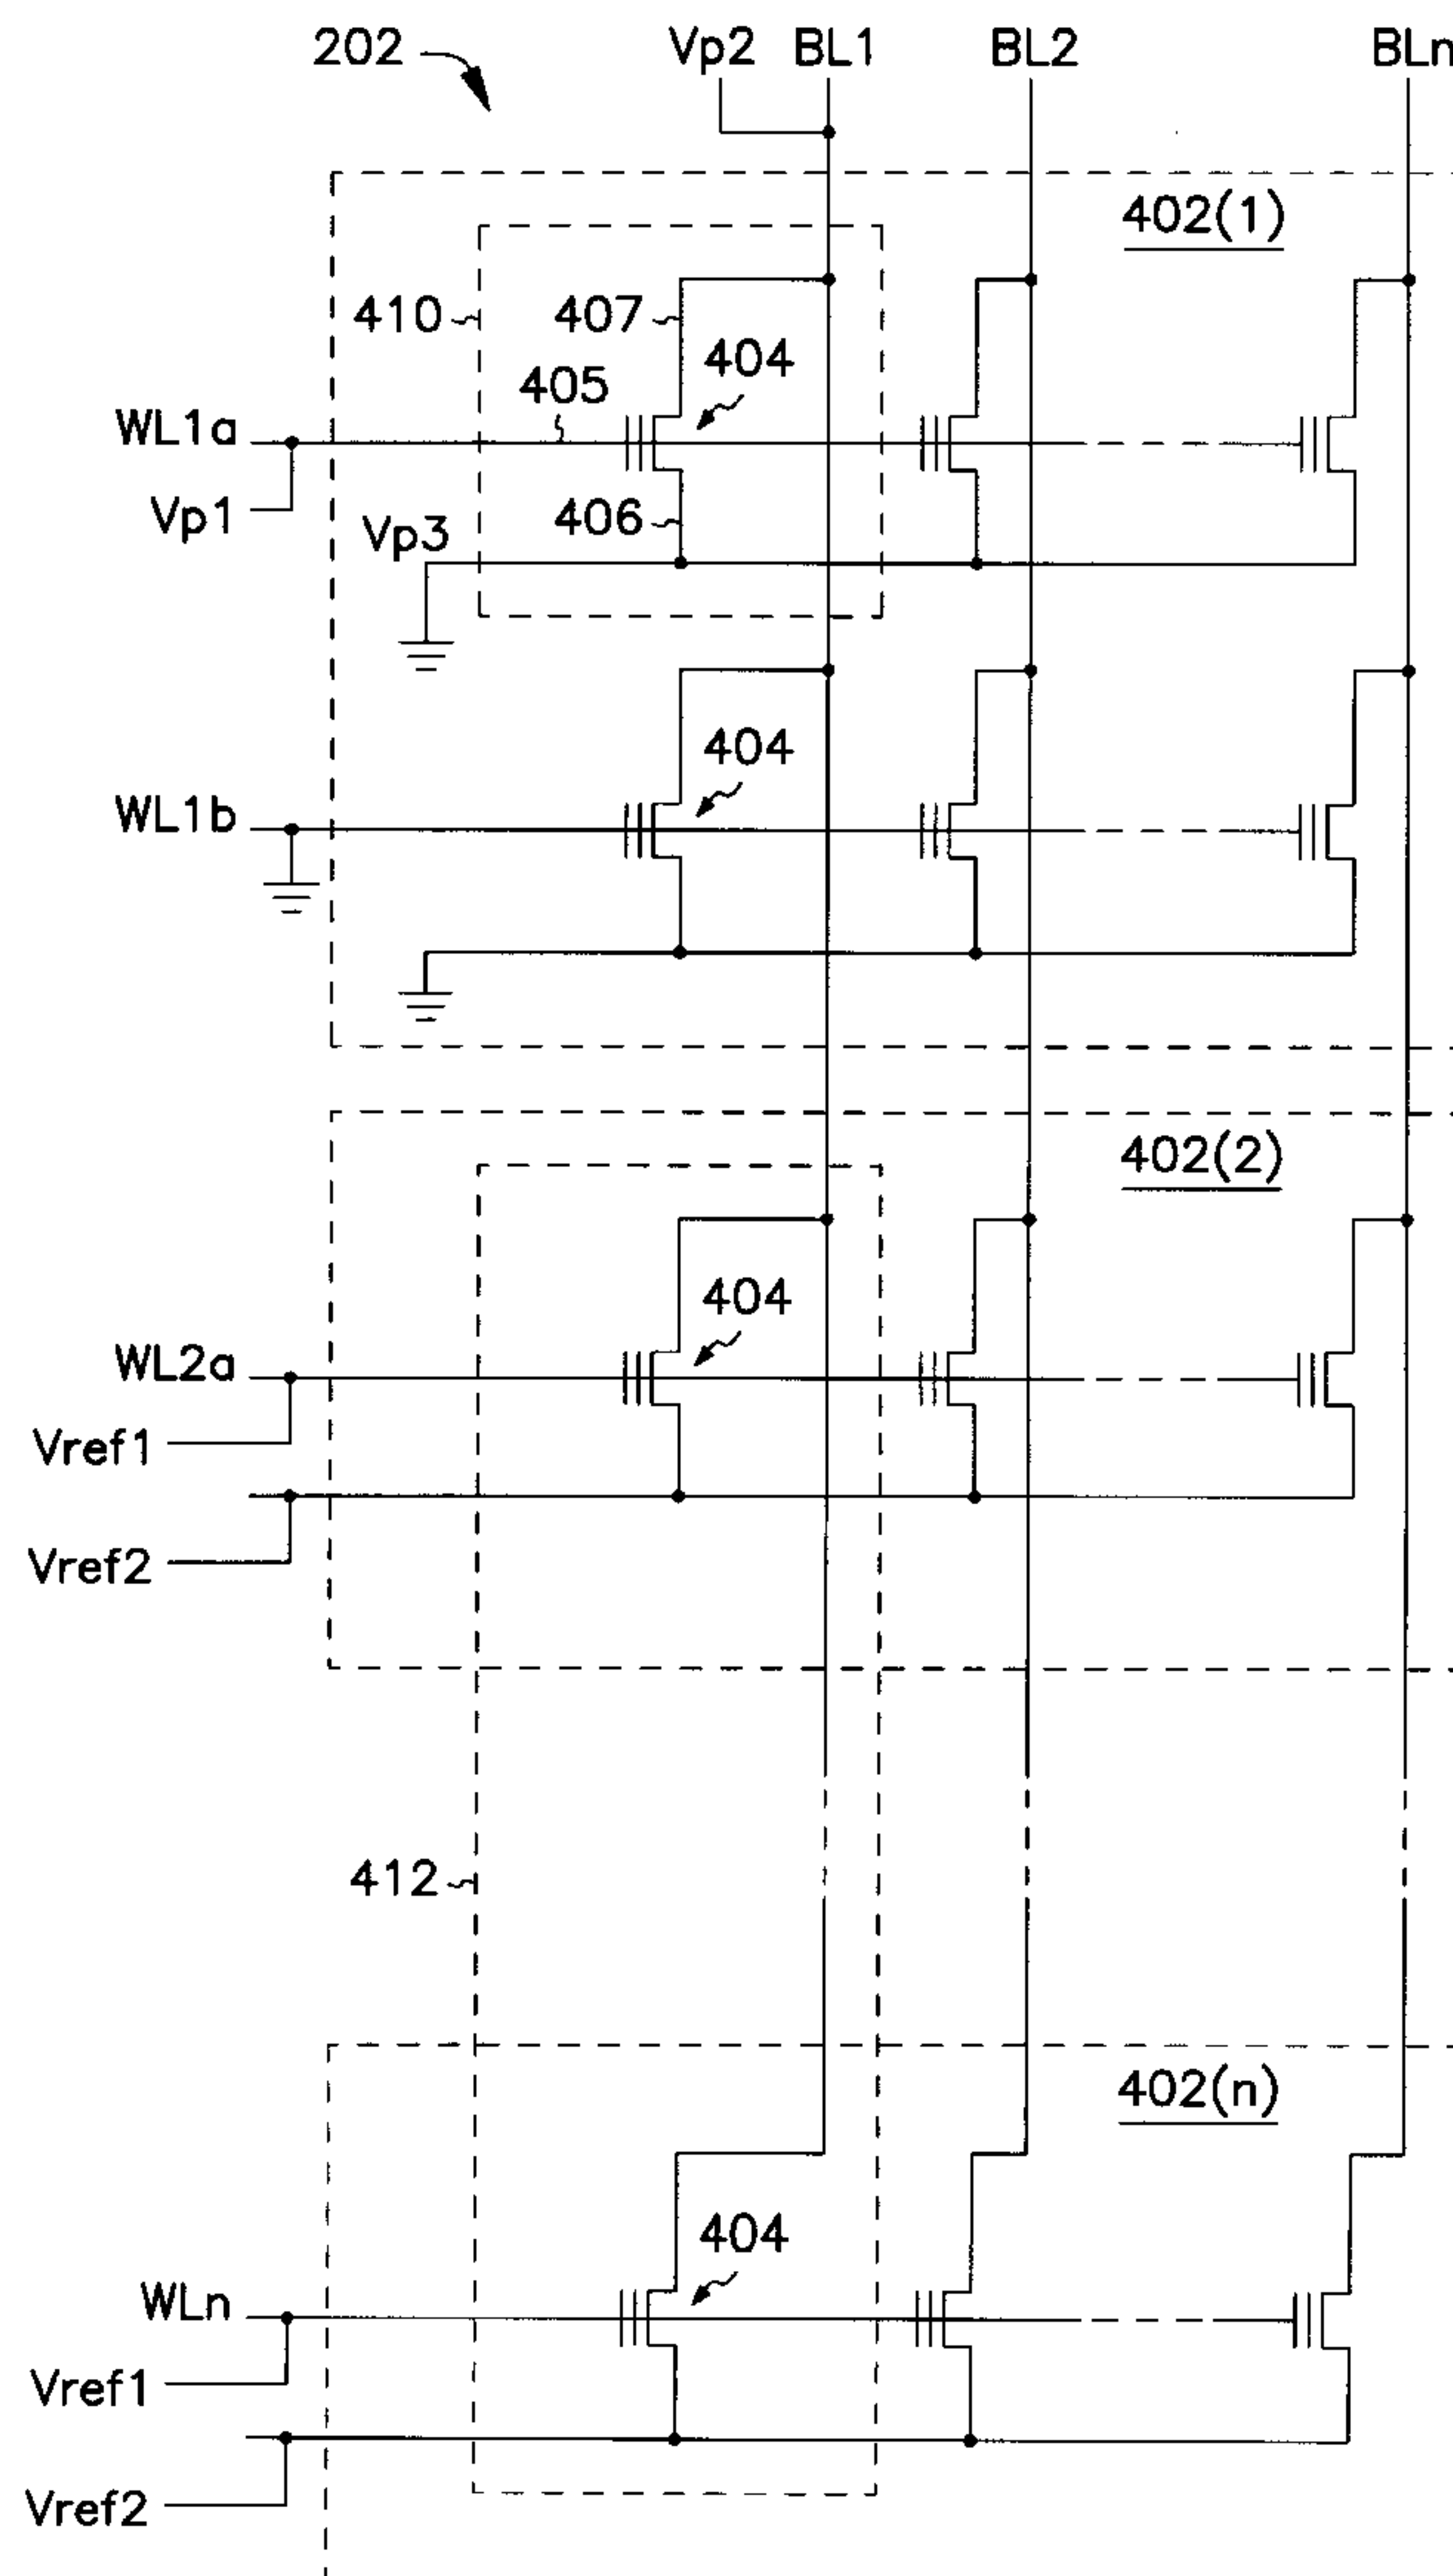 202
Vp2 BL1 BL2 BLn
402(1)
410 407 404
405
WL1a
Vp1 Vp3 406
404
WL1b
402(2)
404
WL2a
Vref1
Vref2
412
402(n)
404
WLn
Vref1
Vref2